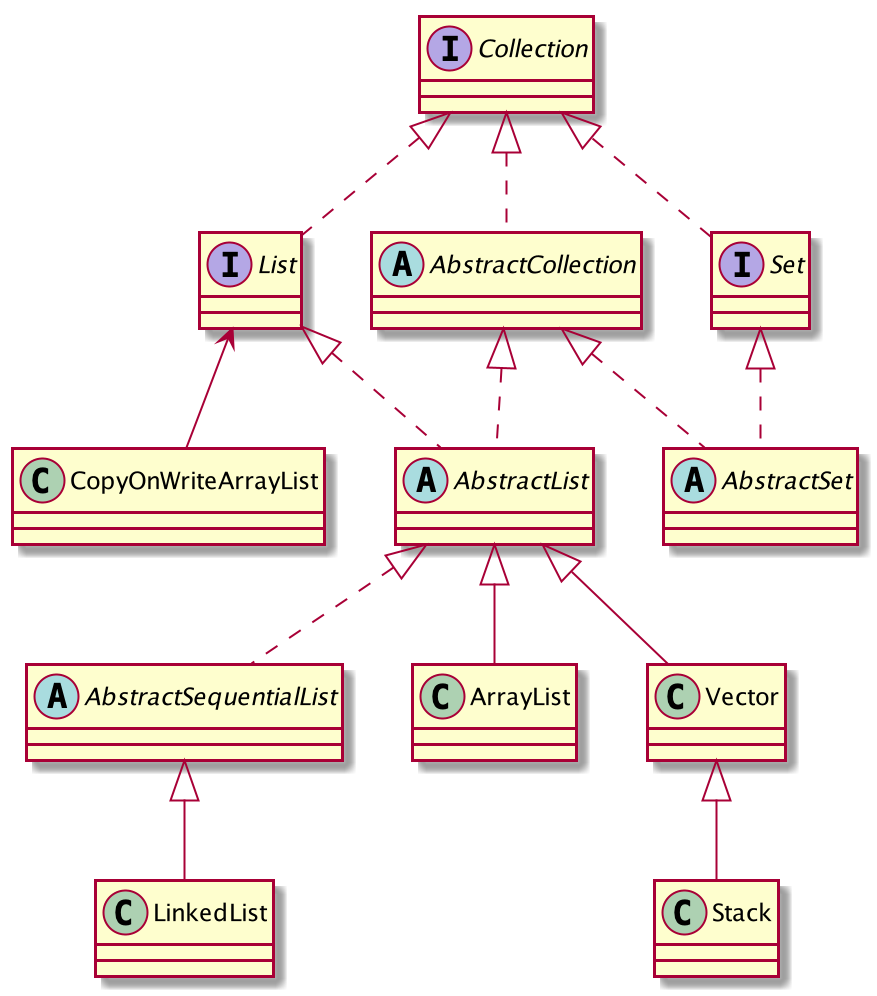 I Collection
I List
A AbstractCollection
I Set
C CopyOnWriteArrayList
A AbstractList
A AbstractSet
A AbstractSequentialList
C ArrayList
C Vector
C LinkedList
C Stack